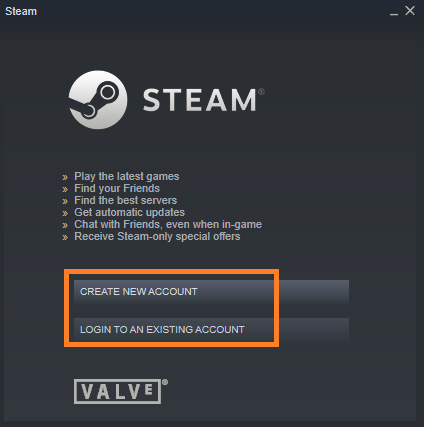 Steam
STEAM®
» Play the latest games
» Find your Friends
» Find the best servers
» Get automatic updates
» Chat with Friends, even when in-game
» Receive Steam-only special offers
CREATE NEW ACCOUNT
LOGIN TO AN EXISTING ACCOUNT
VALVE®